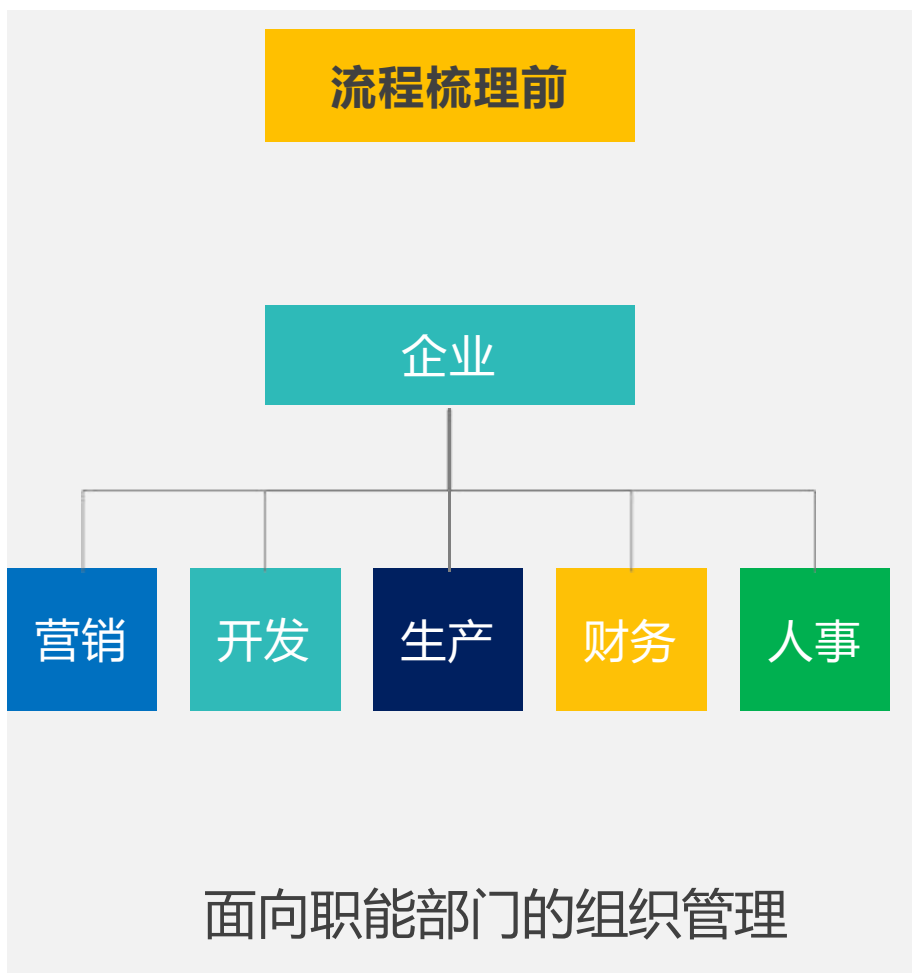 流程梳理前
企业
营销 开发 生产 财务 人事
面向职能部门的组织管理